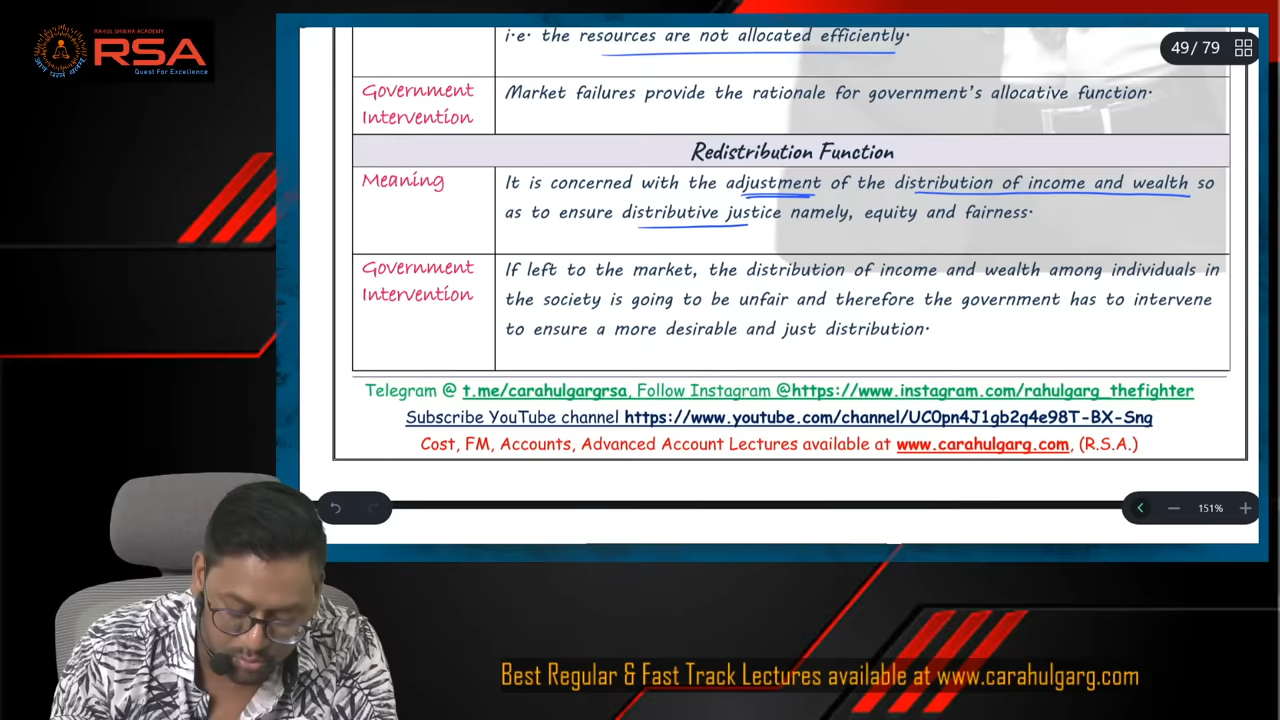 RAHUL SHIKHA ACADEMY
RSA
Quest For Excellence
i.e. the resources are not allocated efficiently.
49 / 79
Government
Intervention
Market failures provide the rationale for government's allocative function.
Redistribution Function
Meaning
It is concerned with the adjustment of the distribution of income and wealth so
as to ensure distributive justice namely, equity and fairness.
Government
Intervention
If left to the market, the distribution of income and wealth among individuals in
the society is going to be unfair and therefore the government has to intervene
to ensure a more desirable and just distribution.
Telegram @ t.me/carahulgargrsa, Follow Instagram @https://www.instagram.com/rahulgarg_thefighter
Subscribe YouTube channel https://www.youtube.com/channel/UC0pn4J1gb2q4e98T-BX-Sng
Cost, FM, Accounts, Advanced Account Lectures available at www.carahulgarg.com, (R.S.A.)
151%
Best Regular & Fast Track Lectures available at www.carahulgarg.com